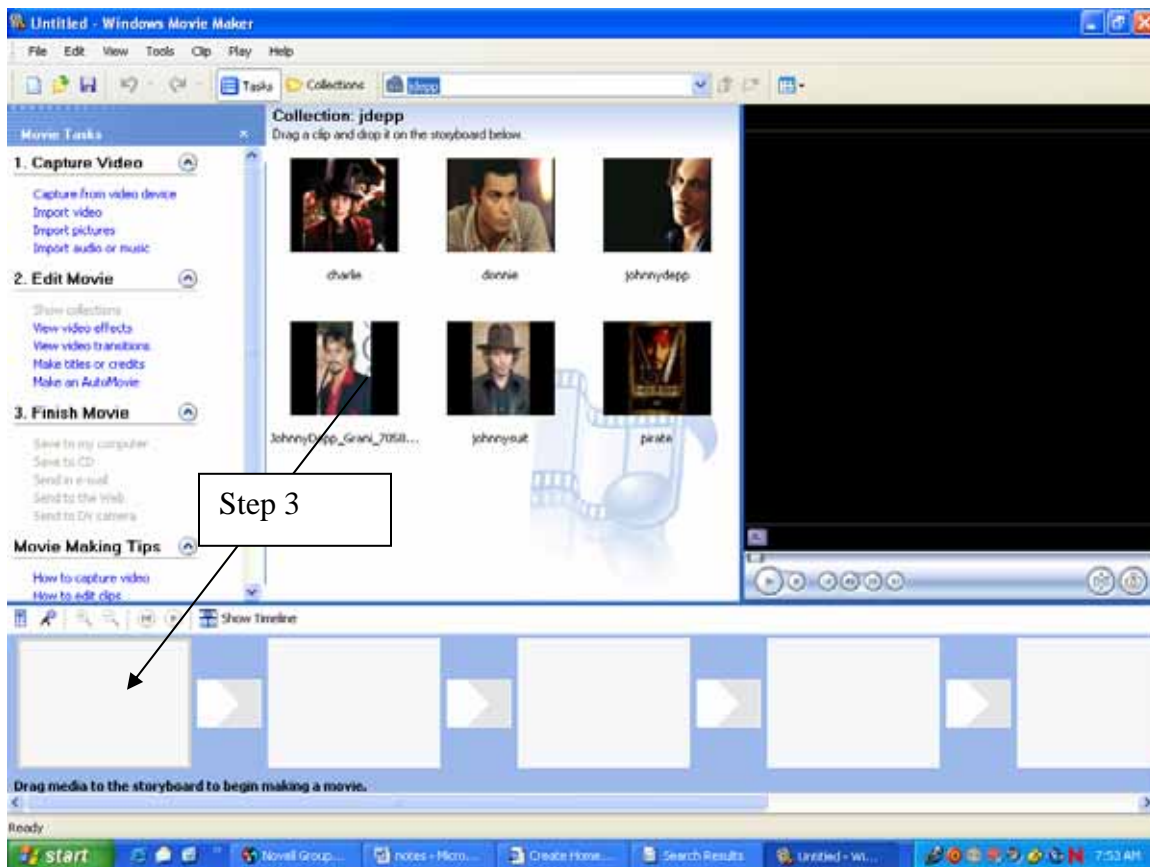 Untitled - Windows Movie Maker
File Edit View Tools Clip Play Help
Tasks Collections jdepp
Movie Tasks
1. Capture Video
Capture from video device
Import video
Import pictures
Import audio or music
2. Edit Movie
Show collections
View video effects
View video transitions
Make titles or credits
Make an AutoMovie
3. Finish Movie
Save to my computer
Save to CD
Send in e-mail
Send to the Web
Send to DV camera
Movie Making Tips
How to capture video
How to edit clips
Collection: jdepp
Drag a clip and drop it on the storyboard below.
charlie donnie johnnydepp
JohnnyDepp_Grani_7058... johnnysuit pirate
Step 3
Show Timeline
Drag media to the storyboard to begin making a movie.
Ready
start Novell Group... notes - Micro... Create Home... Search Results Untitled - Wi... 7:53 AM